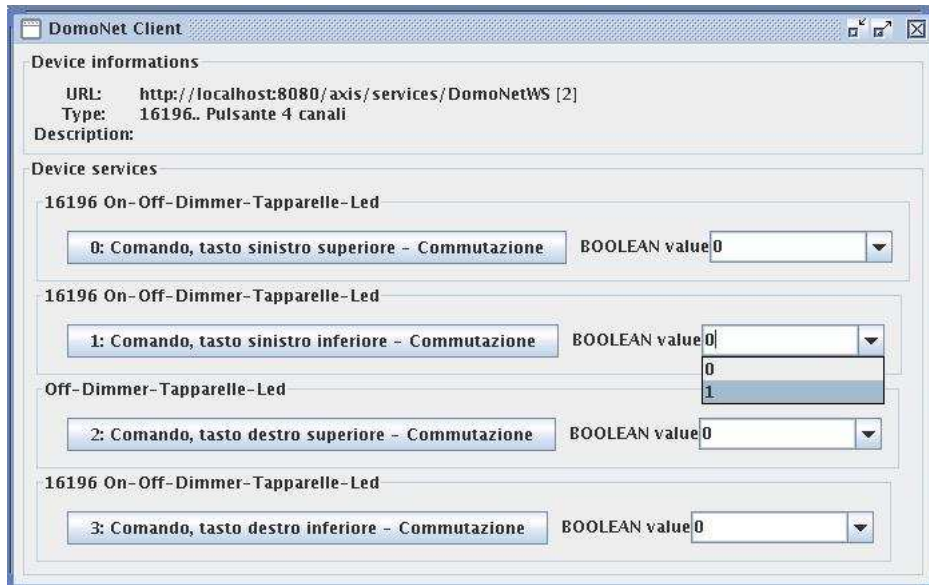 DomoNet Client
Device informations
URL: http://localhost:8080/axis/services/DomoNetWS [2]
Type: 16196.. Pulsante 4 canali
Description:
Device services
16196 On-Off-Dimmer-Tapparelle-Led
0: Comando, tasto sinistro superiore - Commutazione BOOLEAN value 0
16196 On-Off-Dimmer-Tapparelle-Led
1: Comando, tasto sinistro inferiore - Commutazione BOOLEAN value 0
0
1
Off-Dimmer-Tapparelle-Led
2: Comando, tasto destro superiore - Commutazione BOOLEAN value 0
16196 On-Off-Dimmer-Tapparelle-Led
3: Comando, tasto destro inferiore - Commutazione BOOLEAN value 0